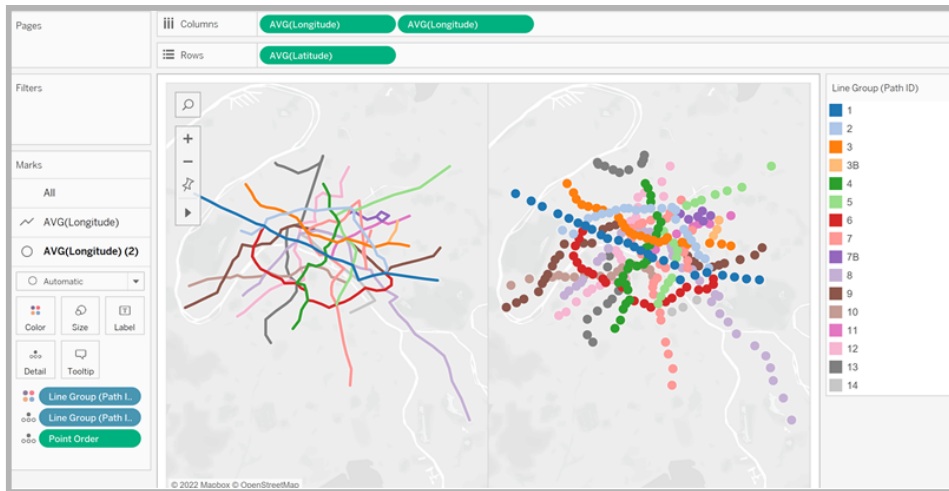 Pages
Columns
AVG(Longitude)
AVG(Longitude)
Rows
AVG(Latitude)
Filters
Marks
All
AVG(Longitude)
AVG(Longitude) (2)
Automatic
Color
Size
Label
Detail
Tooltip
Line Group (Path I..
Line Group (Path I..
Point Order
© 2022 Mapbox © OpenStreetMap
Line Group (Path ID)
1
2
3
3B
4
5
6
7
7B
8
9
10
11
12
13
14